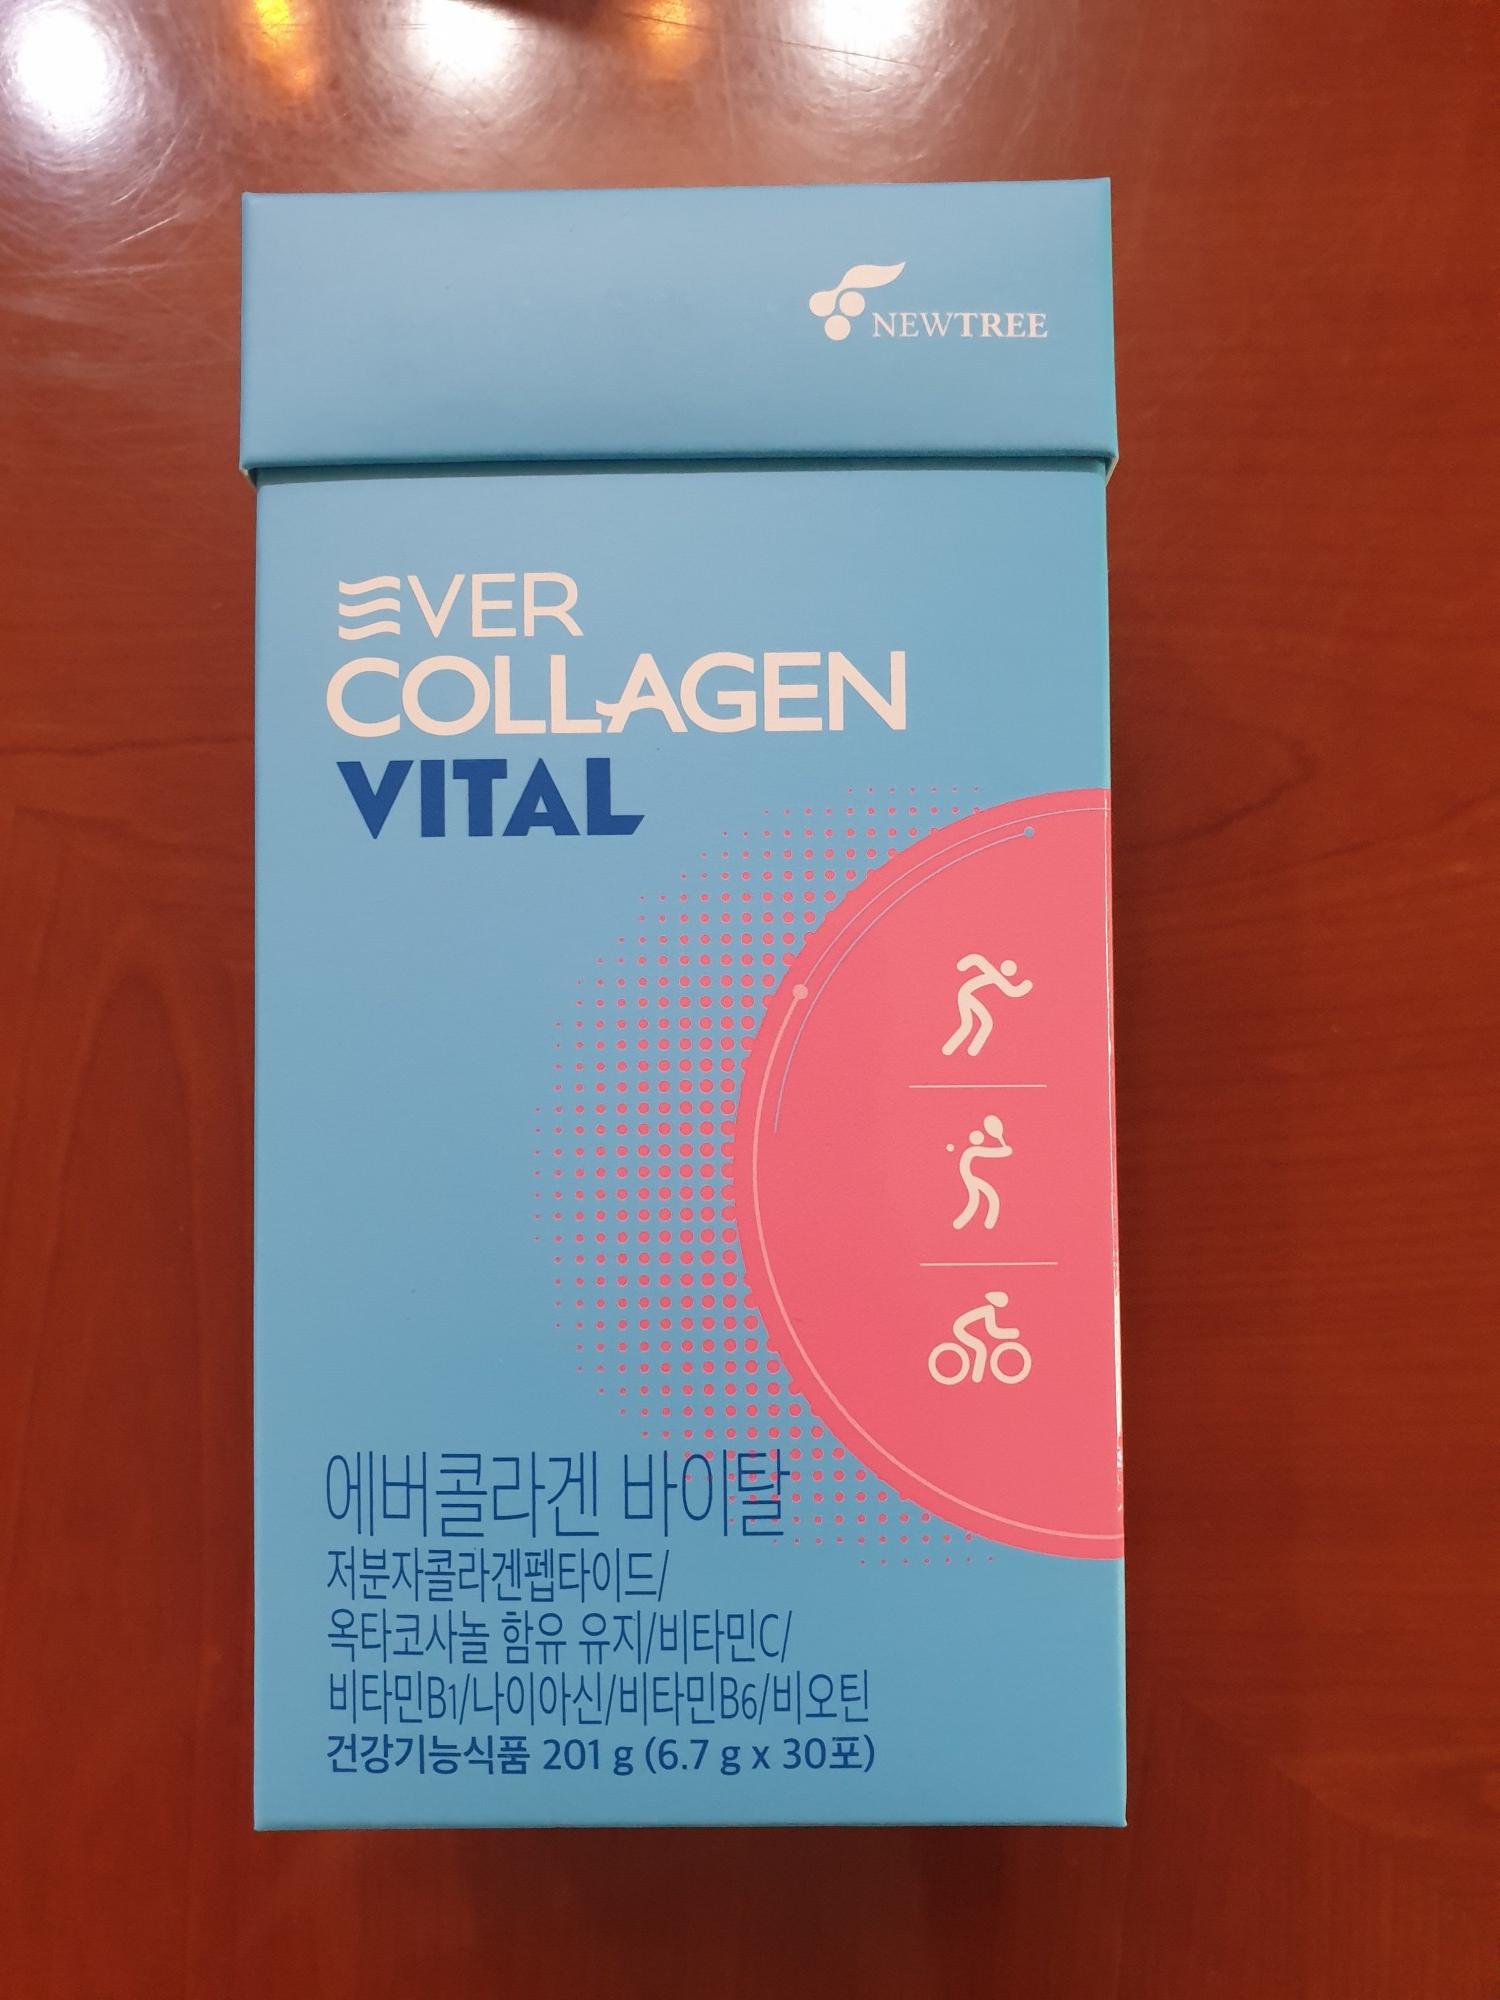 NEWTREE
EVER
COLLAGEN
VITAL
에버콜라겐 바이탈
저분자콜라겐펩타이드/
옥타코사놀 함유 유지/비타민C/
비타민B1/나이아신/비타민B6/비오틴
건강기능식품 201 g (6.7 g x 30포)